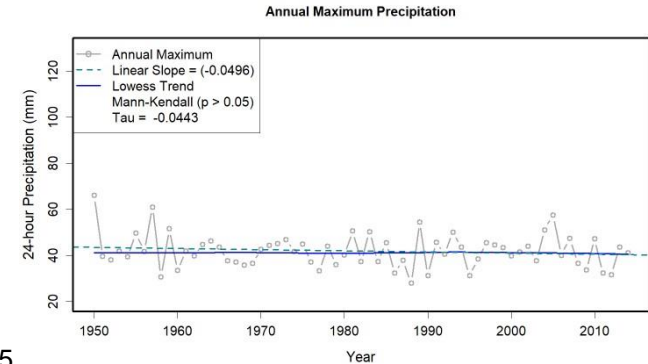 Annual Maximum Precipitation
Annual Maximum
Linear Slope = (-0.0496)
Lowess Trend
Mann-Kendall (p > 0.05)
Tau = -0.0443
24-hour Precipitation (mm)
120
100
80
60
40
20
1950 1960 1970 1980 1990 2000 2010
Year
5